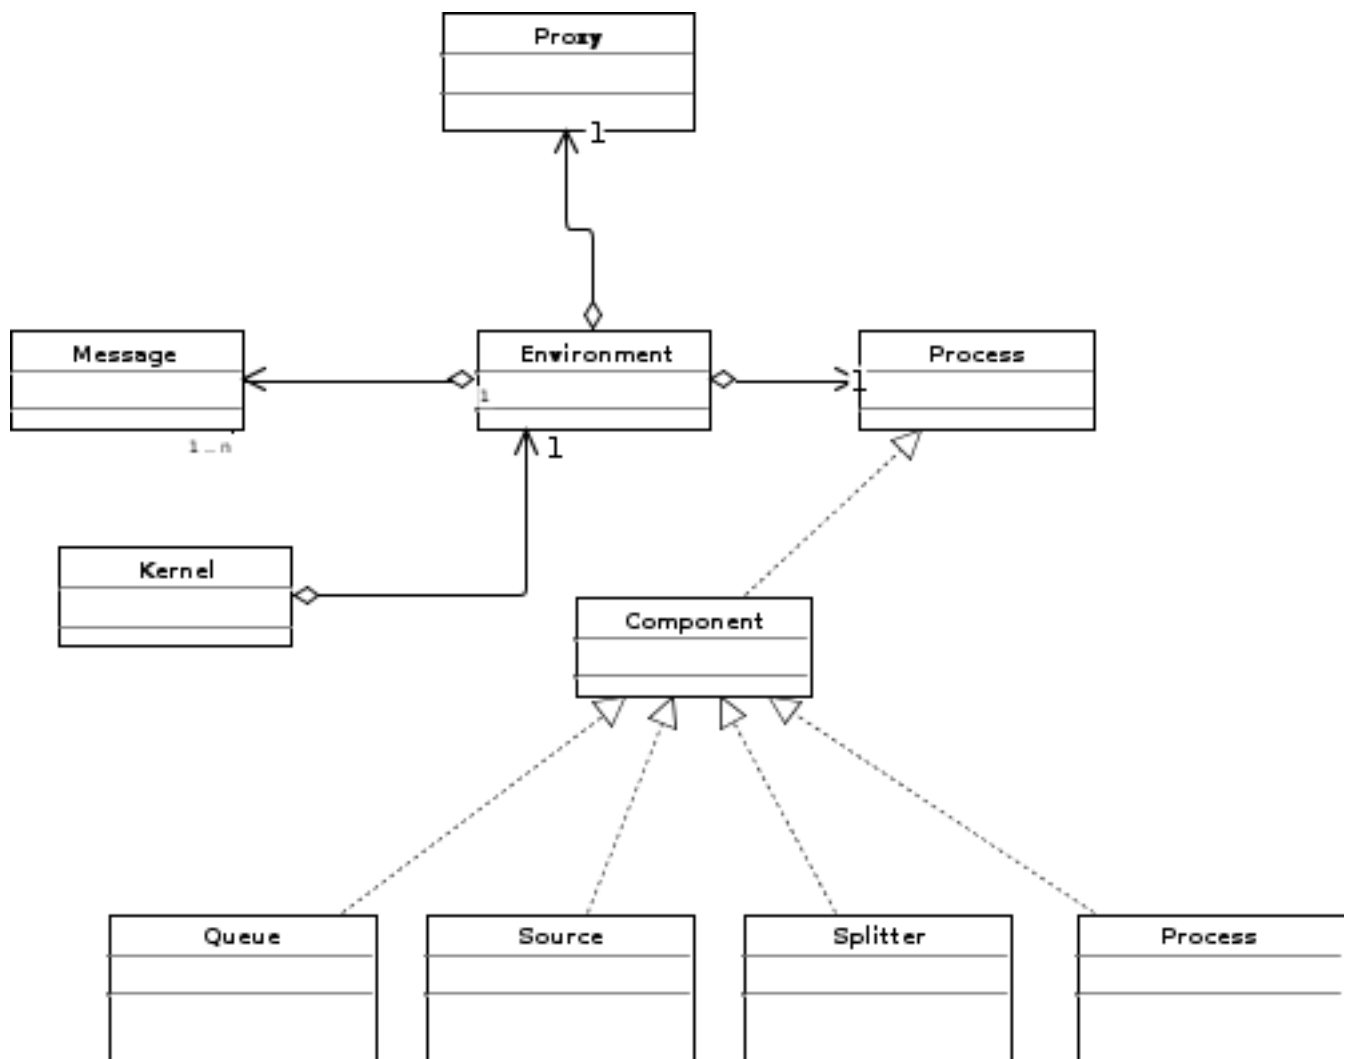 Proxy
1
Message
Environment
Process
1
1
1...n
1
Kernel
Component
Queue
Source
Splitter
Process